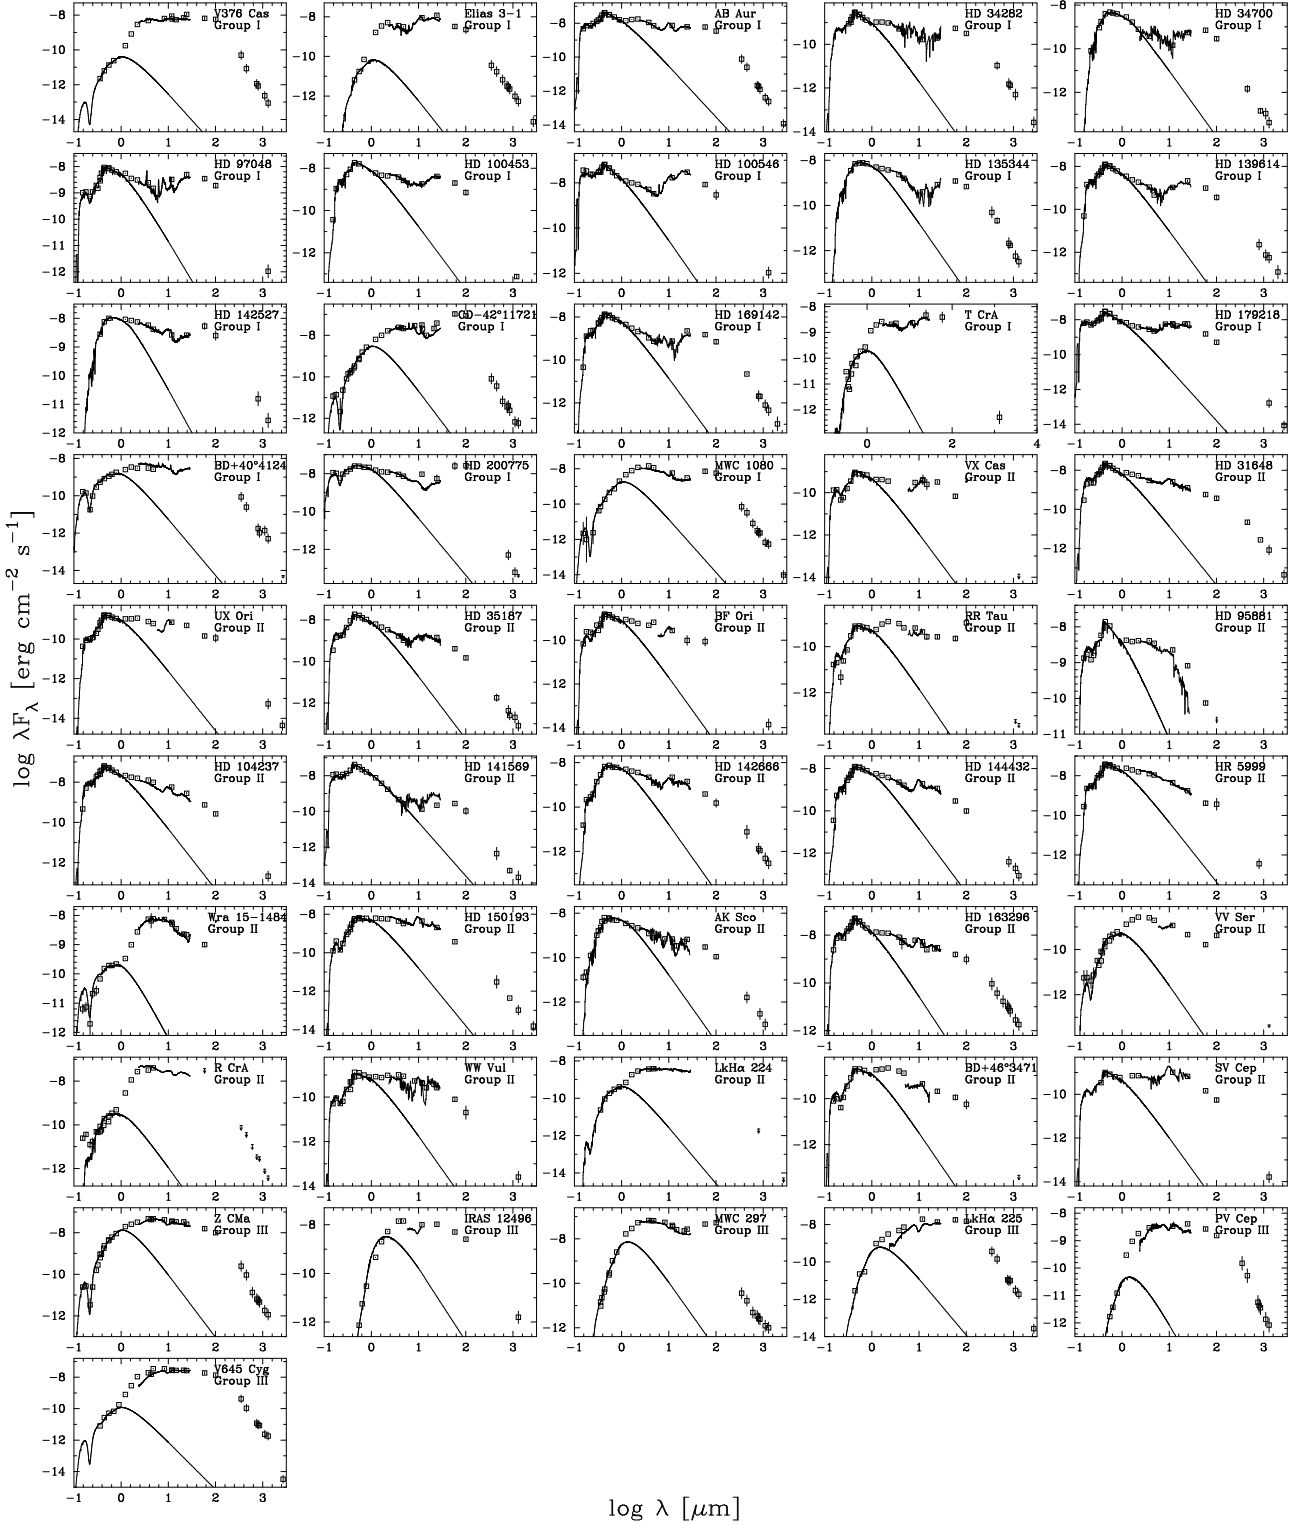 V376 Cas
Group I
Elias 3−1
Group I
AB Aur
Group I
HD 34282
Group I
HD 34700
Group I
HD 97048
Group I
HD 100453
Group I
HD 100546
Group I
HD 135344
Group I
HD 139614
Group I
HD 142527
Group I
CD−42°11721
Group I
HD 169142
Group I
T CrA
Group I
HD 179218
Group I
BD+40°4124
Group I
HD 200775
Group I
MWC 1080
Group I
VX Cas
Group II
HD 31648
Group II
UX Ori
Group II
HD 35187
Group II
BF Ori
Group II
RR Tau
Group II
HD 95881
Group II
HD 104237
Group II
HD 141569
Group II
HD 142666
Group II
HD 144432
Group II
HR 5999
Group II
Wra 15−1484
Group II
HD 150193
Group II
AK Sco
Group II
HD 163296
Group II
VV Ser
Group II
R CrA
Group II
WW Vul
Group II
LkHα 224
Group II
BD+46°3471
Group II
SV Cep
Group II
Z CMa
Group III
IRAS 12496
Group III
MWC 297
Group III
LkHα 225
Group III
PV Cep
Group III
V645 Cyg
Group III
log λF_λ [erg cm⁻² s⁻¹]
log λ [μm]